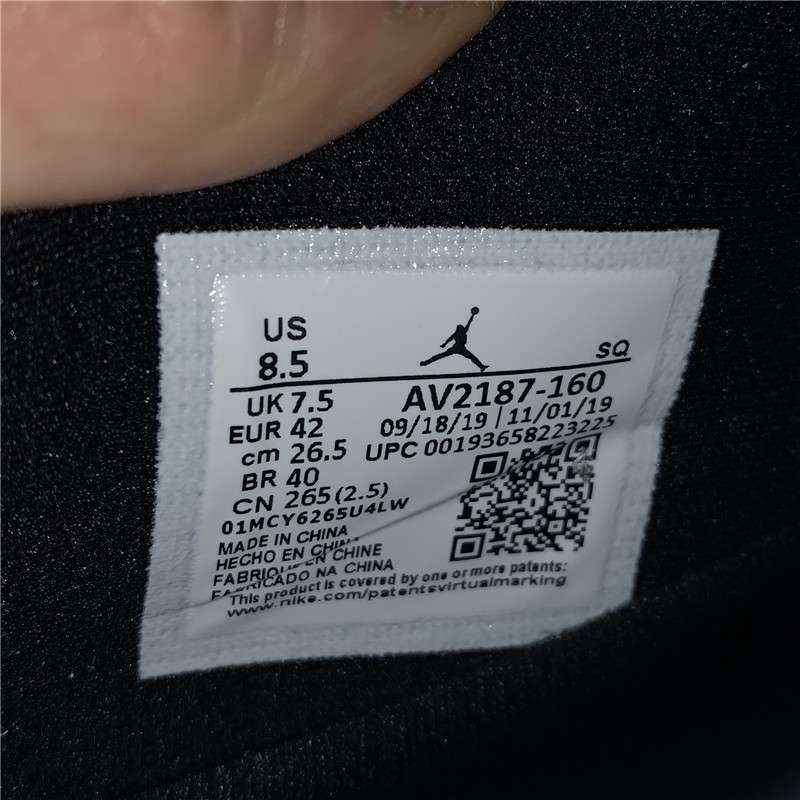 US
8.5
SQ
UK 7.5
AV2187-160
EUR 42
09/18/19 | 11/01/19
cm 26.5
UPC 00193658223225
BR 40
CN 265(2.5)
01MCY6265U4LW
MADE IN CHINA
HECHO EN CHINA
FABRIQUE EN CHINE
FABRICADO NA CHINA
This product is covered by one or more patents:
www.nike.com/patentsvirtualmarking